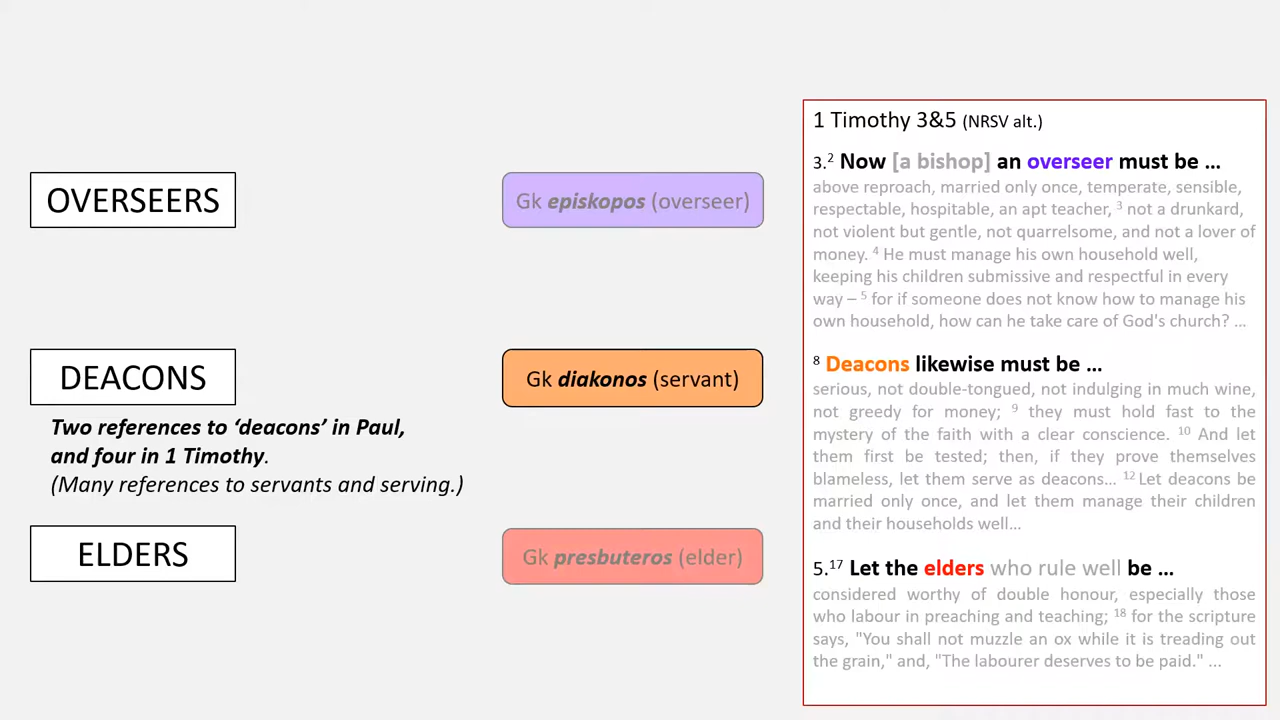 OVERSEERS
Gk episkopos (overseer)
DEACONS
Gk diakonos (servant)
Two references to ‘deacons’ in Paul,
and four in 1 Timothy.
(Many references to servants and serving.)
ELDERS
Gk presbuteros (elder)
1 Timothy 3&5 (NRSV alt.)
3.2 Now [a bishop] an overseer must be ...
above reproach, married only once, temperate, sensible,
respectable, hospitable, an apt teacher, 3 not a drunkard,
not violent but gentle, not quarrelsome, and not a lover of
money. 4 He must manage his own household well,
keeping his children submissive and respectful in every
way – 5 for if someone does not know how to manage his
own household, how can he take care of God's church? ...
8 Deacons likewise must be ...
serious, not double-tongued, not indulging in much wine,
not greedy for money; 9 they must hold fast to the
mystery of the faith with a clear conscience. 10 And let
them first be tested; then, if they prove themselves
blameless, let them serve as deacons... 12 Let deacons be
married only once, and let them manage their children
and their households well...
5.17 Let the elders who rule well be ...
considered worthy of double honour, especially those
who labour in preaching and teaching; 18 for the scripture
says, "You shall not muzzle an ox while it is treading out
the grain," and, "The labourer deserves to be paid." ...